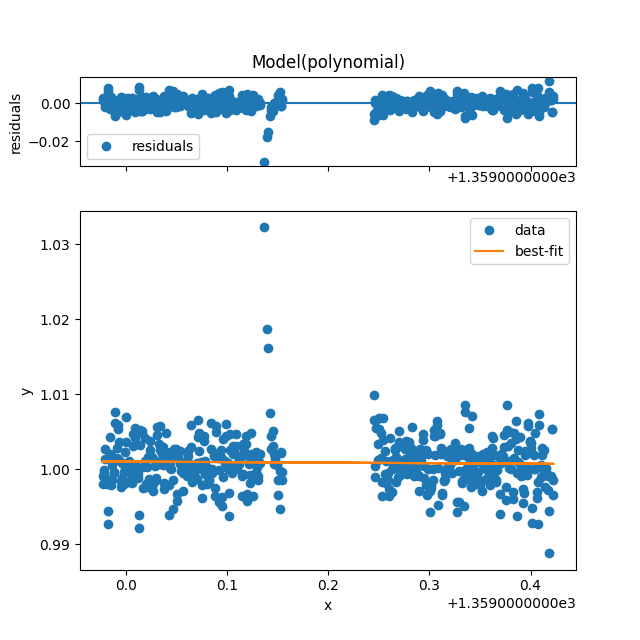 Model(polynomial)
residuals
0.00
−0.02
residuals
+1.3590000000e3
y
1.03
1.02
1.01
1.00
0.99
data
best-fit
0.0 0.1 0.2 0.3 0.4
x
+1.3590000000e3